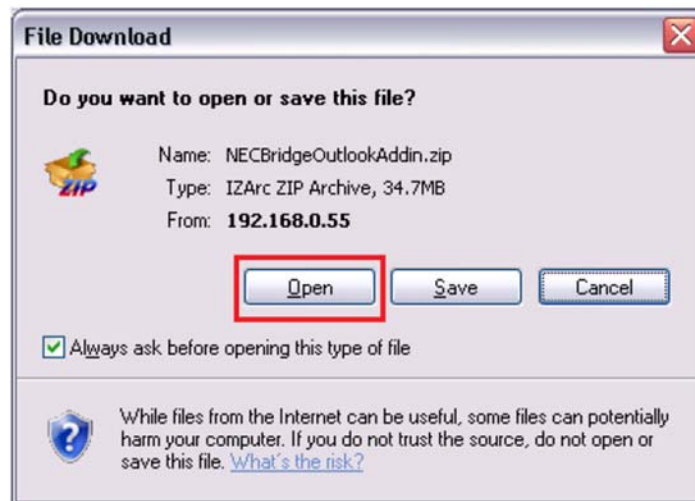 File Download
Do you want to open or save this file?
ZIP
Name: NECBridgeOutlookAddin.zip
Type: IZArc ZIP Archive, 34.7MB
From: 192.168.0.55
Open Save Cancel
Always ask before opening this type of file
While files from the Internet can be useful, some files can potentially
harm your computer. If you do not trust the source, do not open or
save this file. What's the risk?